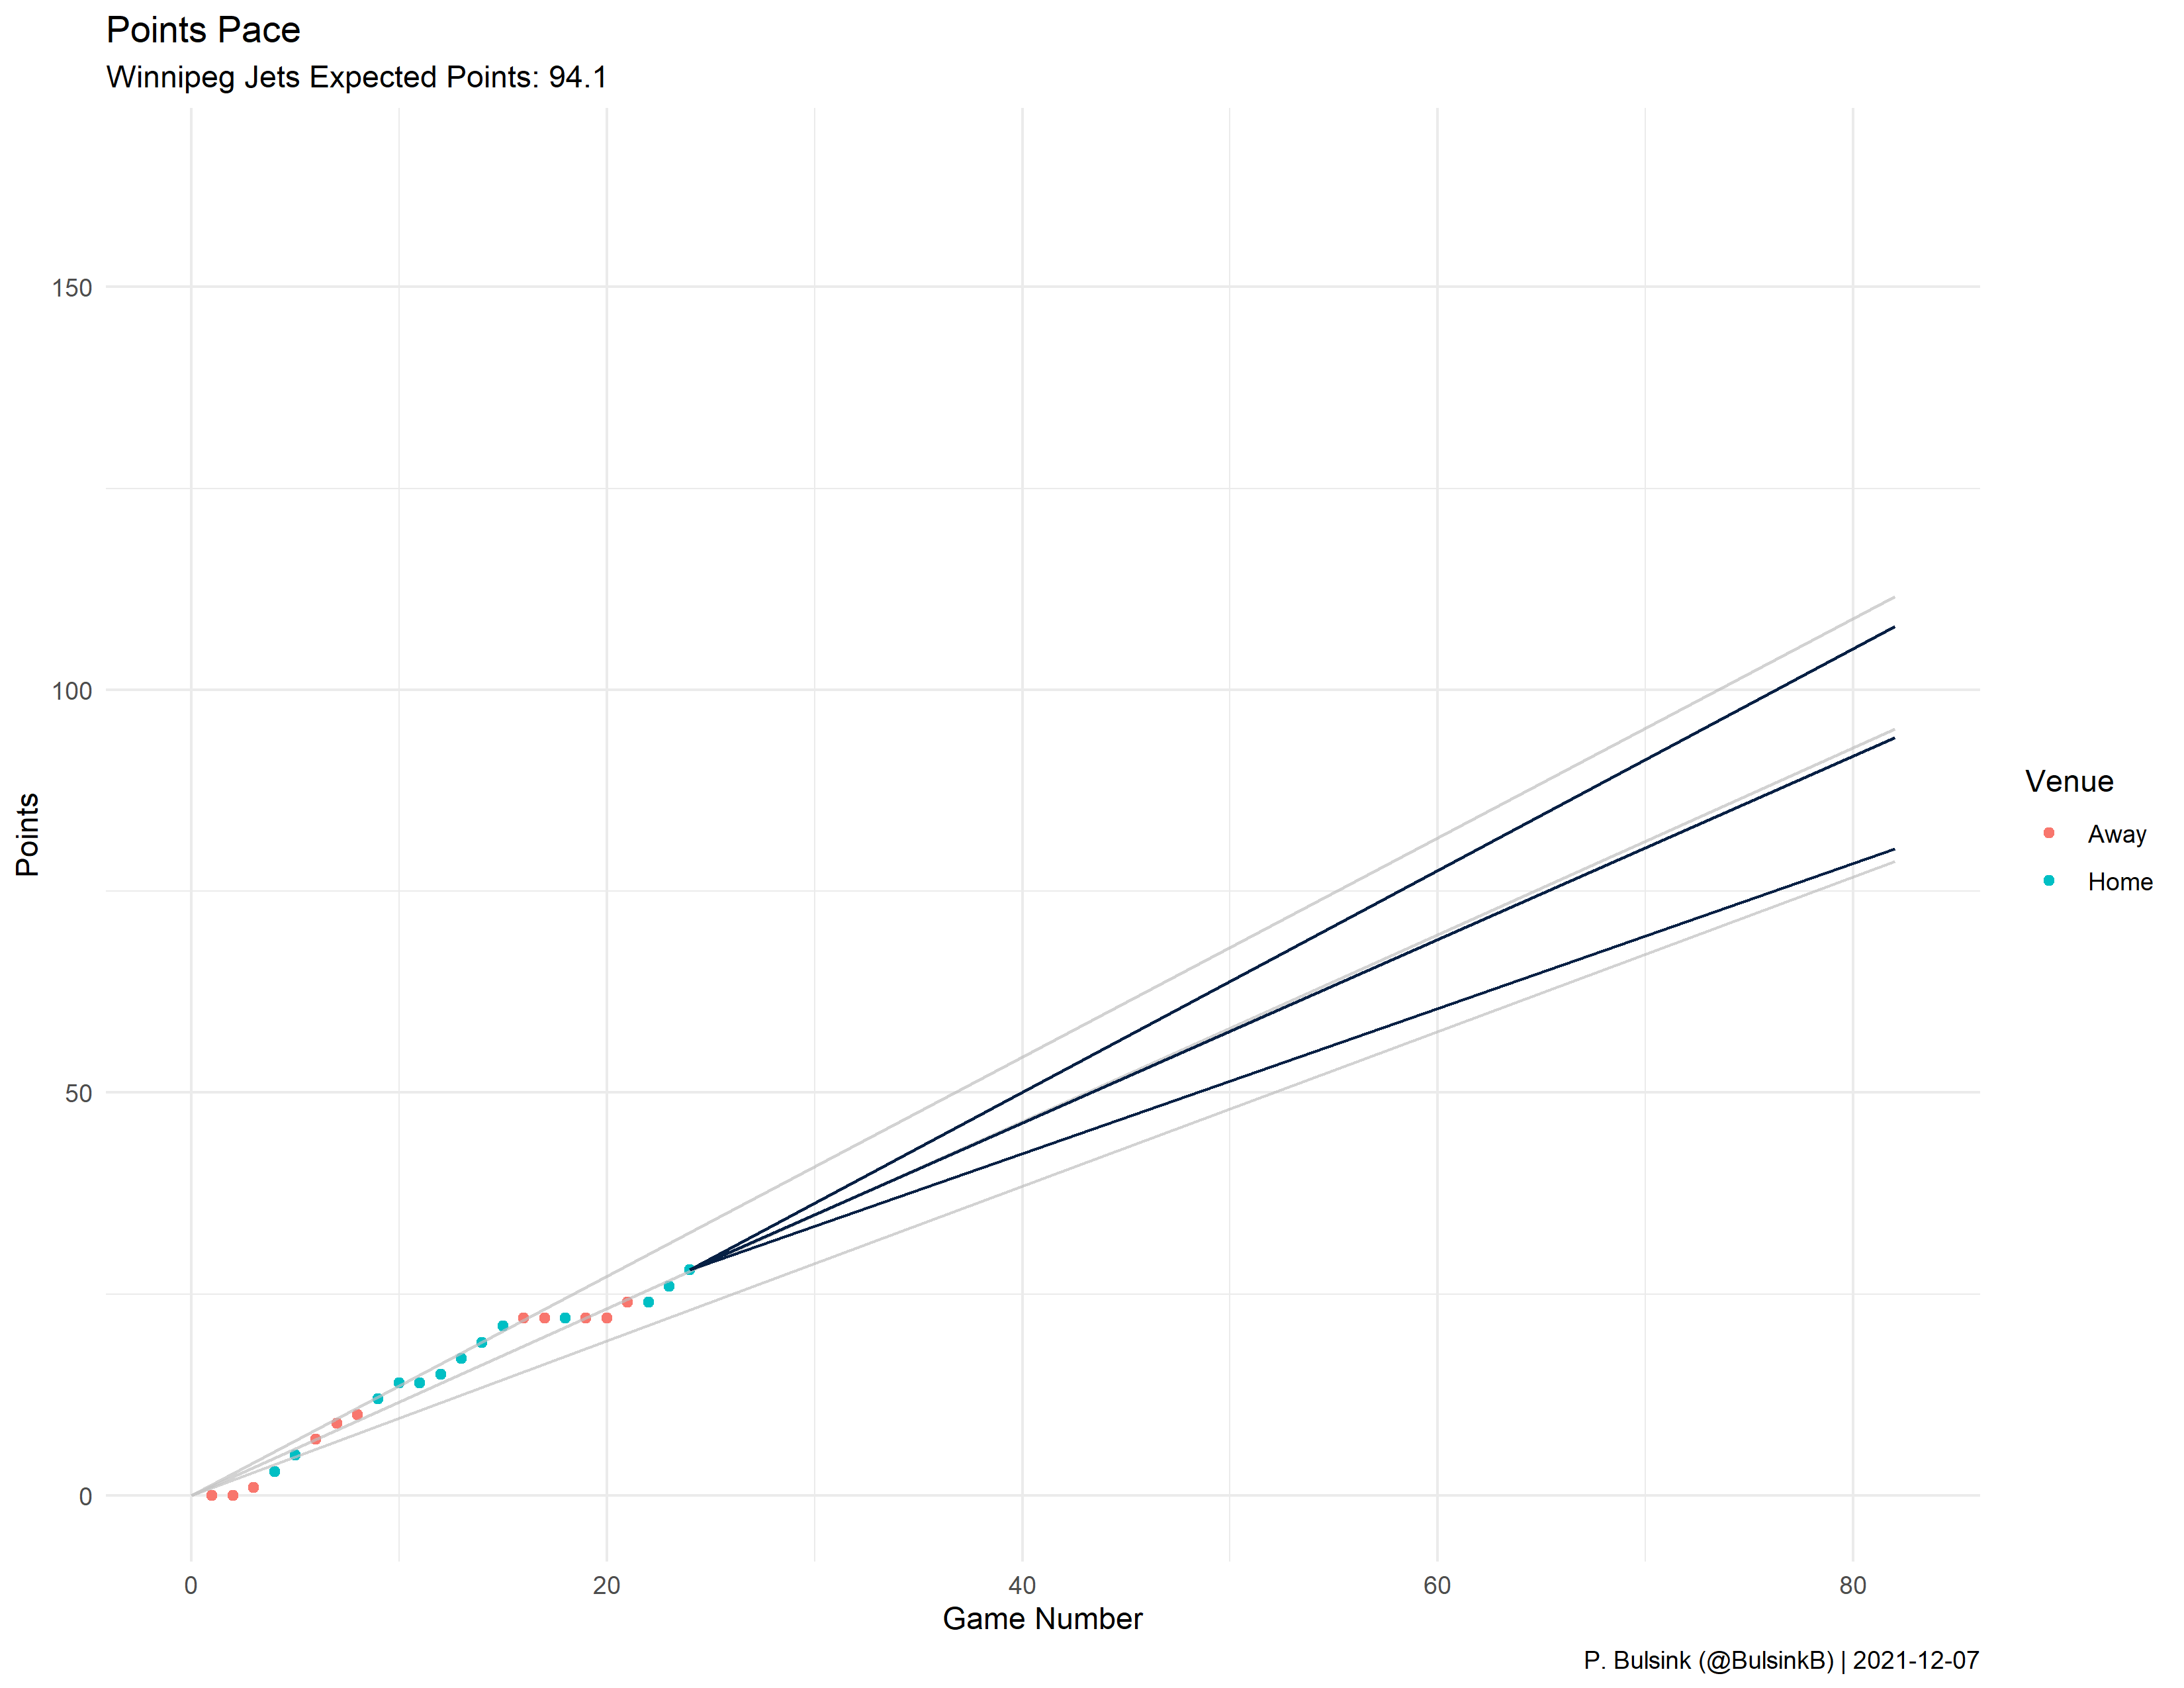 Points Pace
Winnipeg Jets Expected Points: 94.1
150
100
50
0
Points
0 20 40 60 80
Game Number
Venue
Away
Home
P. Bulsink (@BulsinkB) | 2021-12-07